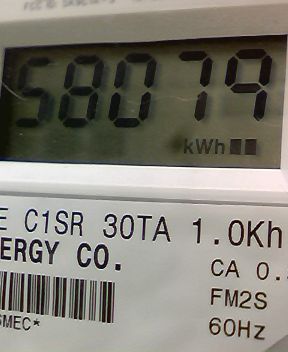 58079
kWh
E C1SR 30TA 1.0Kh
ERGY CO.
CA 0.
FM2S
60Hz
SMEC*